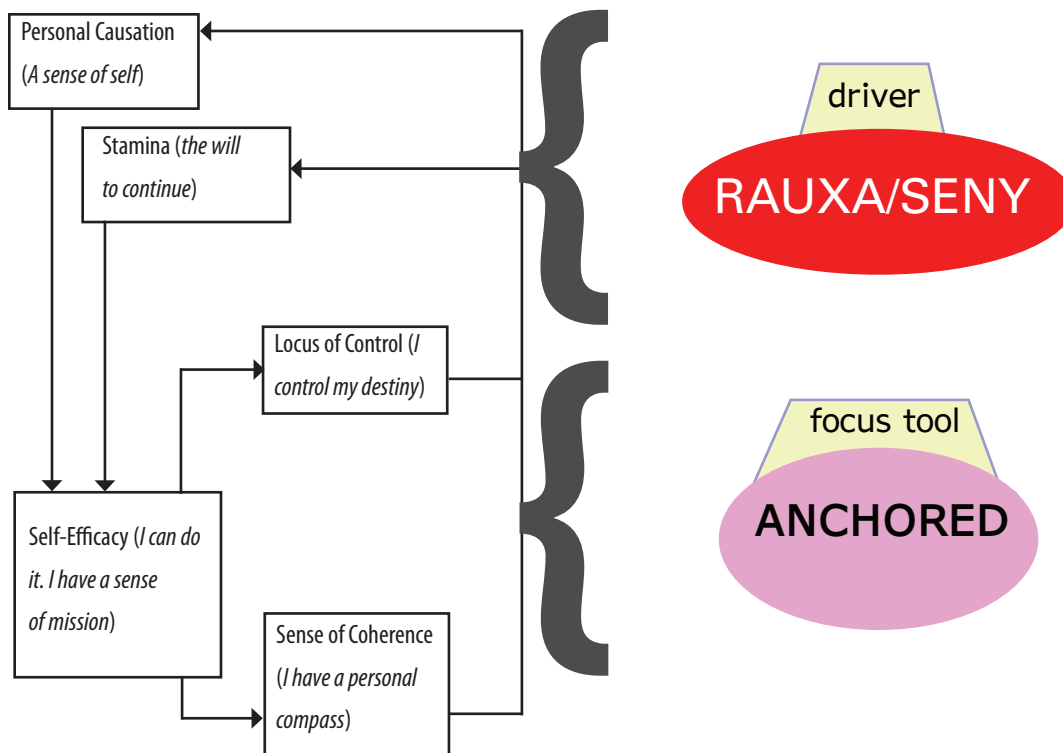 Personal Causation
(A sense of self)
driver
RAUXA/SENY
Stamina (the will
to continue)
Locus of Control (I
control my destiny)
focus tool
ANCHORED
Self-Efficacy (I can do
it. I have a sense
of mission)
Sense of Coherence
(I have a personal
compass)